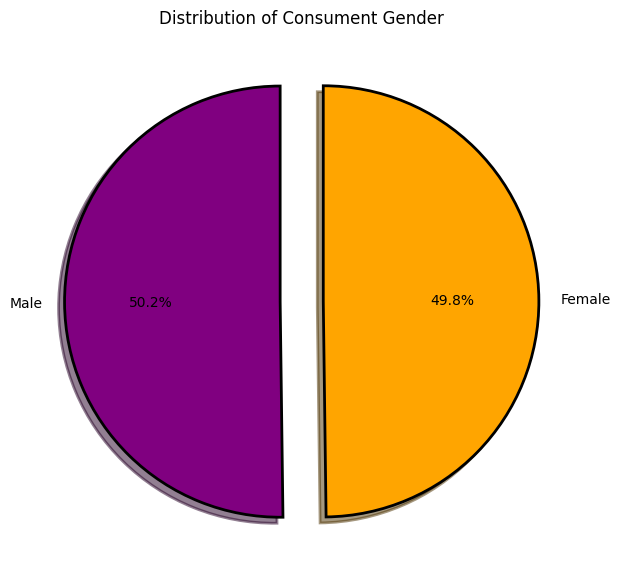 Distribution of Consument Gender
50.2%
49.8%
Male
Female